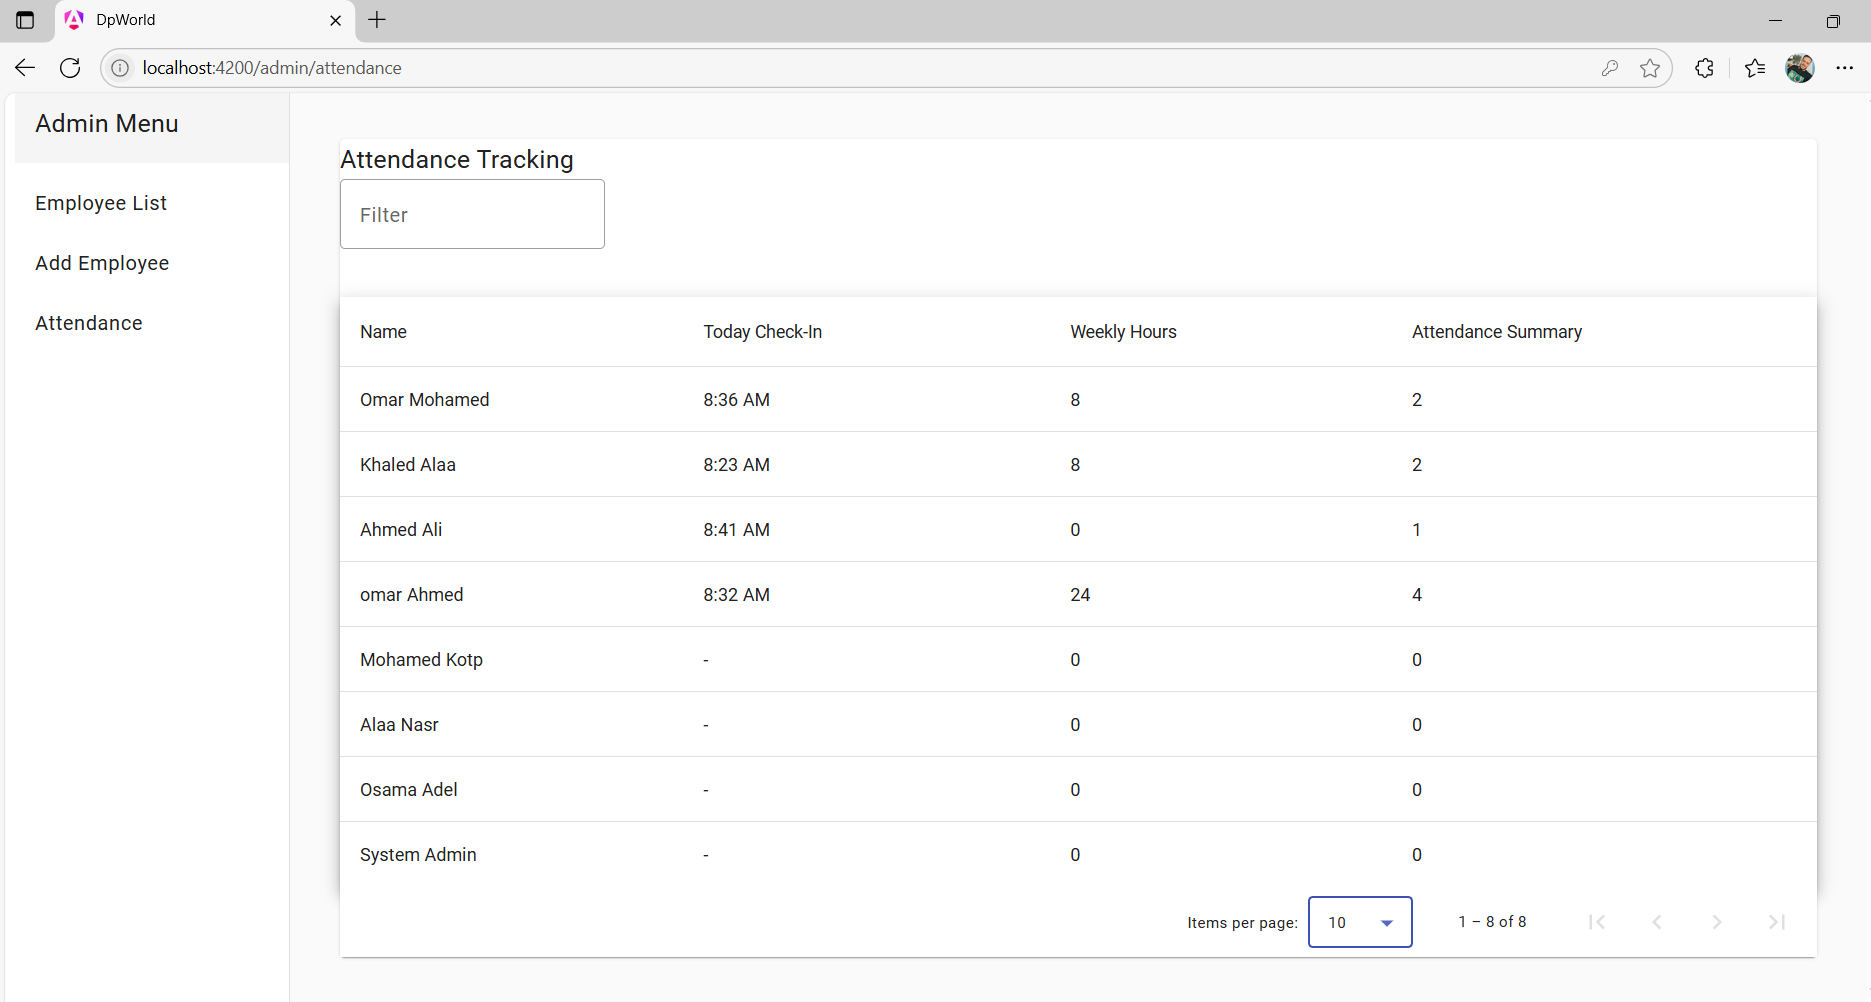 DpWorld
localhost:4200/admin/attendance
Admin Menu
Employee List
Add Employee
Attendance
Attendance Tracking
Filter
Name Today Check-In Weekly Hours Attendance Summary
Omar Mohamed 8:36 AM 8 2
Khaled Alaa 8:23 AM 8 2
Ahmed Ali 8:41 AM 0 1
omar Ahmed 8:32 AM 24 4
Mohamed Kotp - 0 0
Alaa Nasr - 0 0
Osama Adel - 0 0
System Admin - 0 0
Items per page: 10 1 – 8 of 8